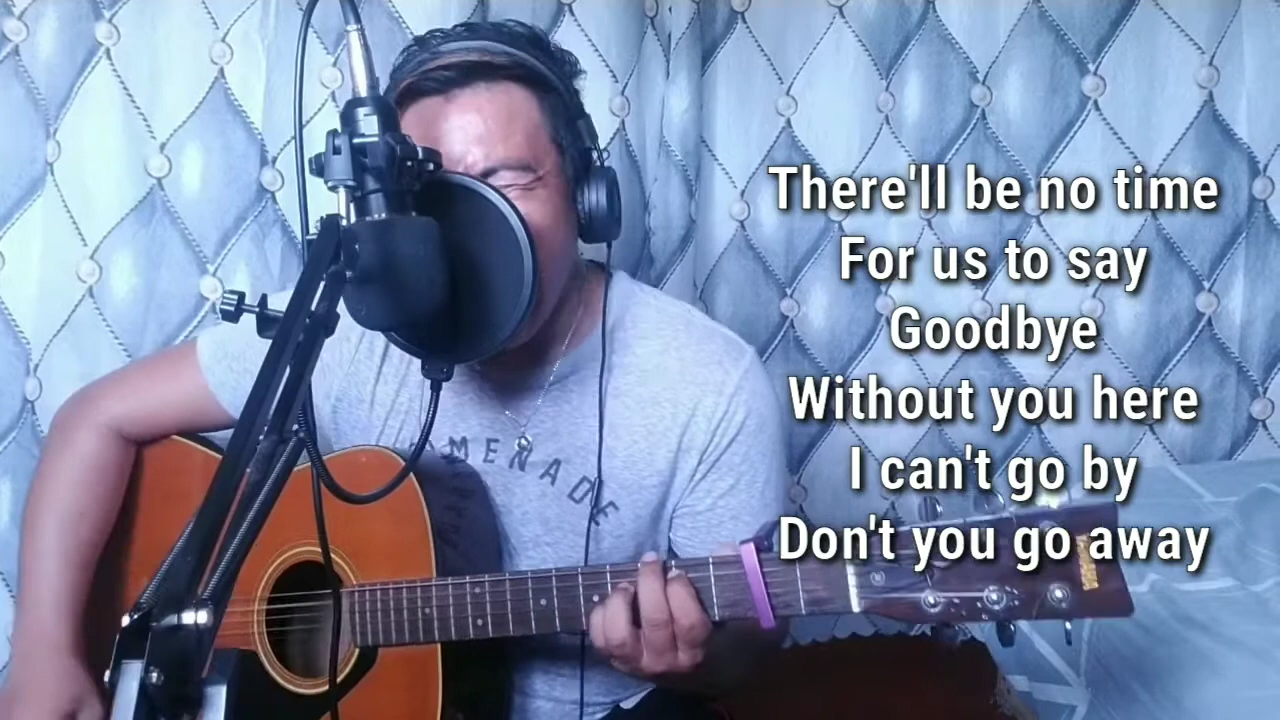 There'll be no time
For us to say
Goodbye
Without you here
I can't go by
Don't you go away
MENADE